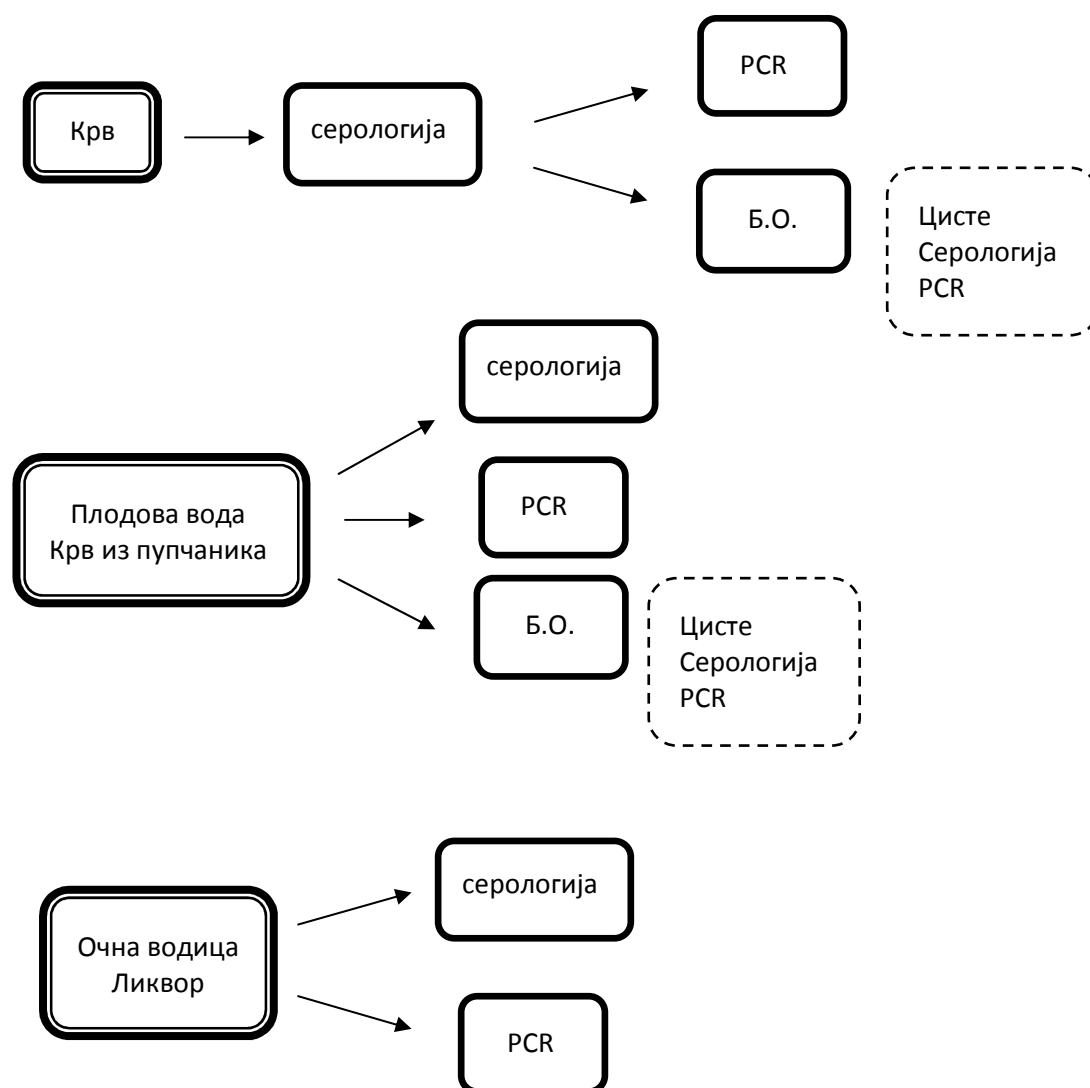 PCR
Крв
серологија
Б.О.
Цисте
Серологија
PCR
серологија
Плодова вода
Крв из пупчаника
PCR
Б.О.
Цисте
Серологија
PCR
серологија
Очна водица
Ликвор
PCR